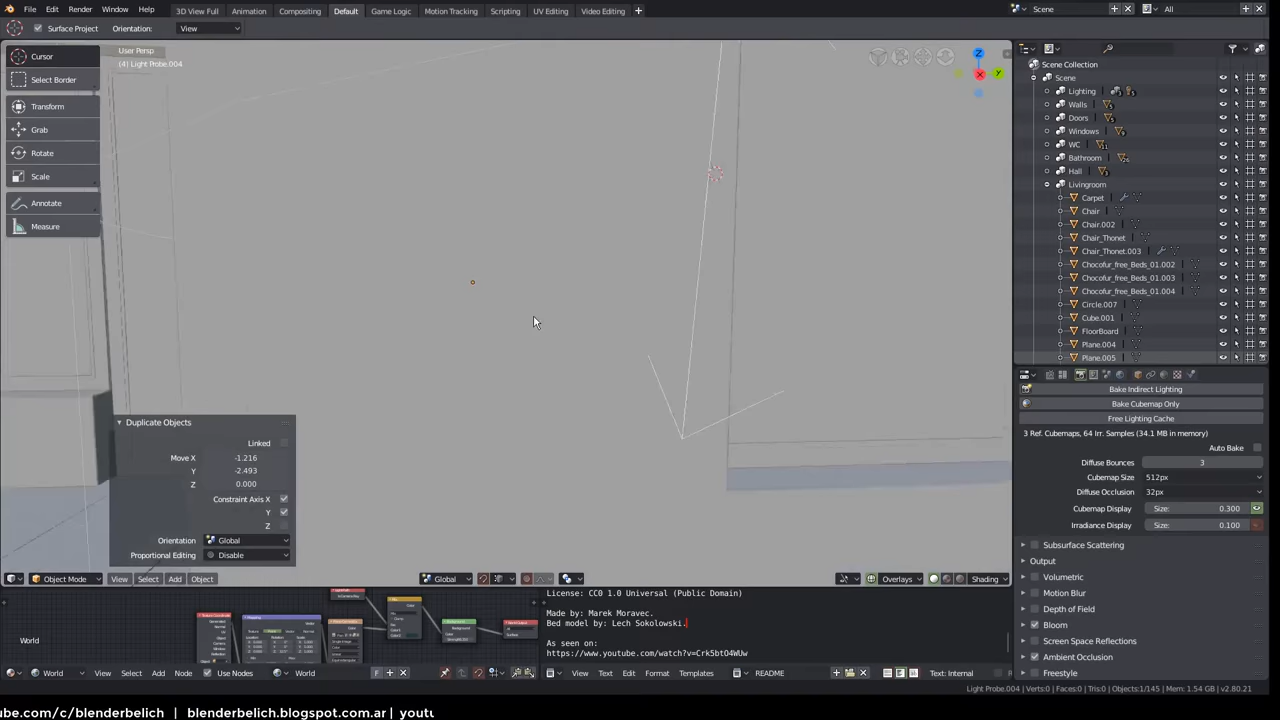 File Edit Render Window Help 3D View Full Animation Compositing Default Game Logic Motion Tracking Scripting UV Editing Video Editing Scene All
Surface Project Orientation: View
User Persp
(4) Light Probe.004
Cursor
Select Border
Transform
Grab
Rotate
Scale
Annotate
Measure
Z
Y
X
Scene Collection
Scene
Lighting
Walls
Doors
Windows
WC
Bathroom
Hall
Livingroom
Carpet
Chair
Chair.002
Chair_Thonet
Chair_Thonet.003
Chocofur_free_Beds_01.002
Chocofur_free_Beds_01.003
Chocofur_free_Beds_01.004
Circle.007
Cube.001
FloorBoard
Plane.004
Plane.005
Bake Indirect Lighting
Bake Cubemap Only
Free Lighting Cache
3 Ref. Cubemaps, 64 Irr. Samples (34.1 MB in memory)
Auto Bake
Diffuse Bounces 3
Cubemap Size 512px
Diffuse Occlusion 32px
Cubemap Display Size: 0.300
Irradiance Display Size: 0.100
Subsurface Scattering
Output
Volumetric
Motion Blur
Depth of Field
Bloom
Screen Space Reflections
Ambient Occlusion
Freestyle
Duplicate Objects
Linked
Move X -1.216
Y -2.493
Z 0.000
Constraint Axis X
Y
Z
Orientation Global
Proportional Editing Disable
Object Mode View Select Add Object Global Overlays Shading
World
License: CC0 1.0 Universal (Public Domain)
Made by: Marek Moravec.
Bed model by: Lech Sokolowski.
As seen on:
https://www.youtube.com/watch?v=Crk5btO4WUw
World View Select Add Node Use Nodes World F View Text Edit Format Templates README Text: Internal
Light Probe.004 | Verts:0 | Faces:0 | Tris:0 | Objects:1/145 | Mem: 1.54 GB | v2.80.21
ube.com/c/blenderbelich | blenderbelich.blogspot.com.ar | youtu